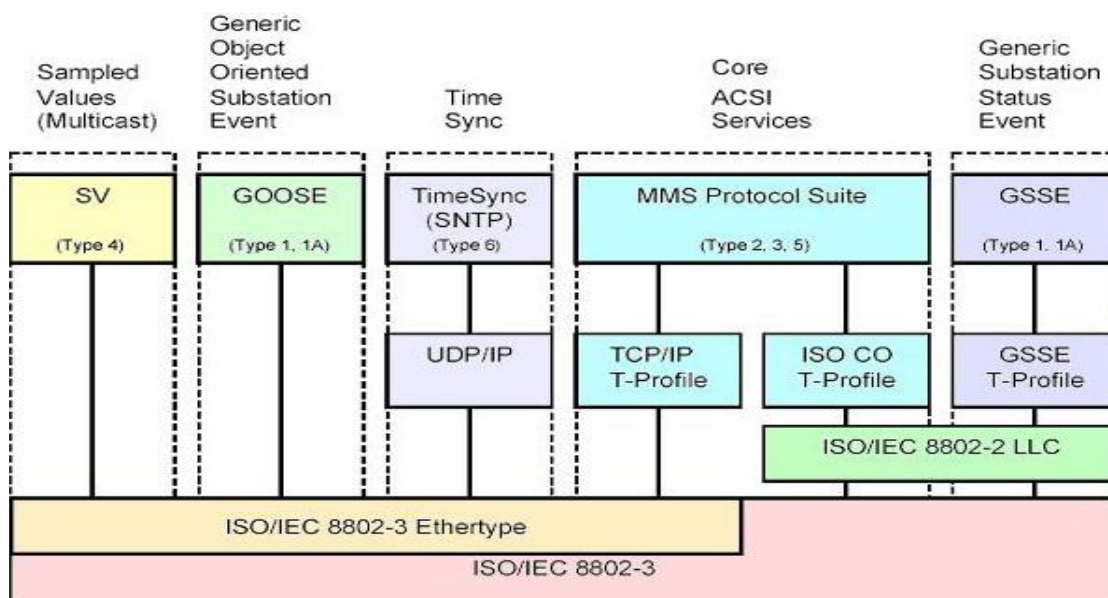 Sampled
Values
(Multicast)
Generic
Object
Oriented
Substation
Event
Time
Sync
Core
ACSI
Services
Generic
Substation
Status
Event
SV
(Type 4)
GOOSE
(Type 1, 1A)
TimeSync
(SNTP)
(Type 6)
MMS Protocol Suite
(Type 2, 3, 5)
GSSE
(Type 1. 1A)
UDP/IP
TCP/IP
T-Profile
ISO CO
T-Profile
GSSE
T-Profile
ISO/IEC 8802-2 LLC
ISO/IEC 8802-3 Ethertype
ISO/IEC 8802-3